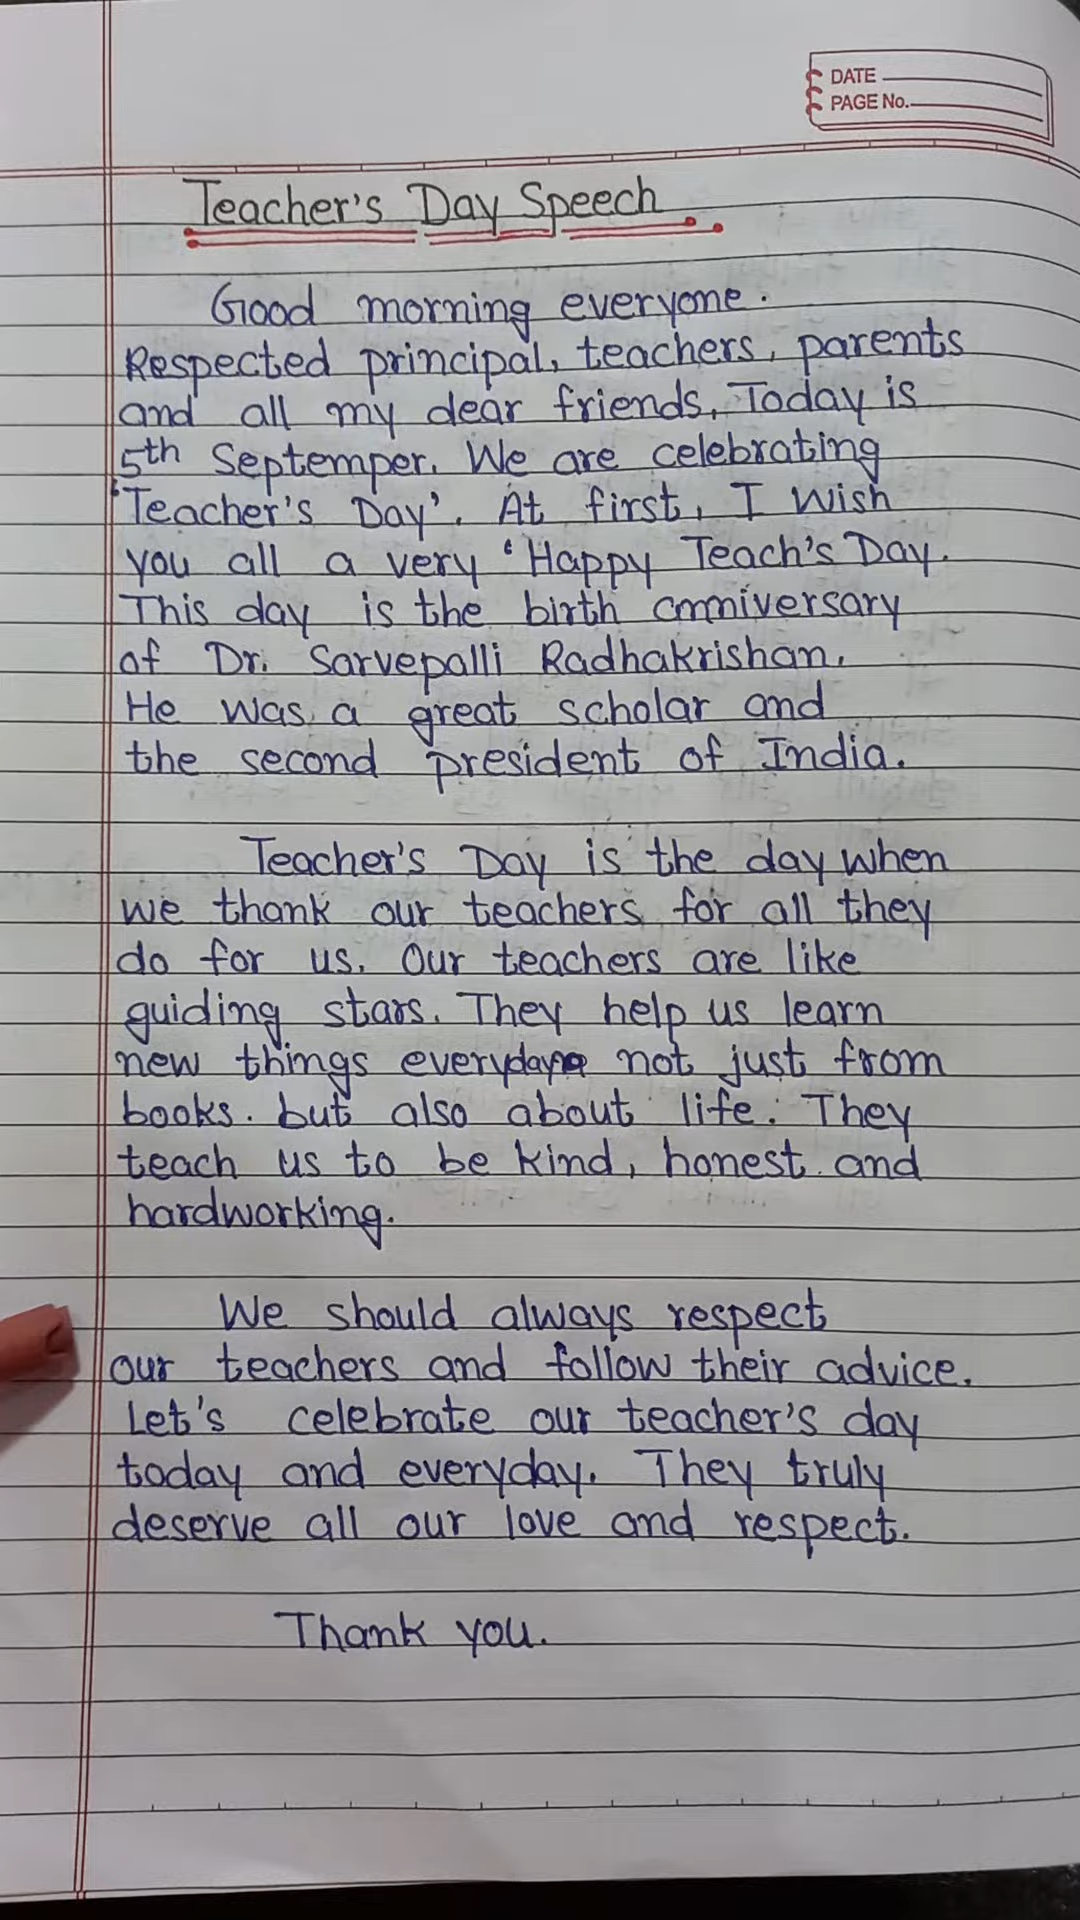 DATE
PAGE No.
Teacher's Day Speech
Good morning everyone.
Respected principal, teachers, parents
and all my dear friends, Today is
5th Septemper. We are celebrating
'Teacher's Day'. At first, I wish
you all a very 'Happy Teach's Day.
This day is the birth anniversary
of Dr. Sarvepalli Radhakrishan.
He was a great scholar and
the second president of India.
Teacher's Day is the day when
we thank our teachers for all they
do for us. Our teachers are like
guiding stars. They help us learn
new things everyday not just from
books. but also about life. They
teach us to be kind, honest and
hardworking.
We should always respect
our teachers and follow their advice.
Let's celebrate our teacher's day
today and everyday. They truly
deserve all our love and respect.
Thank you.